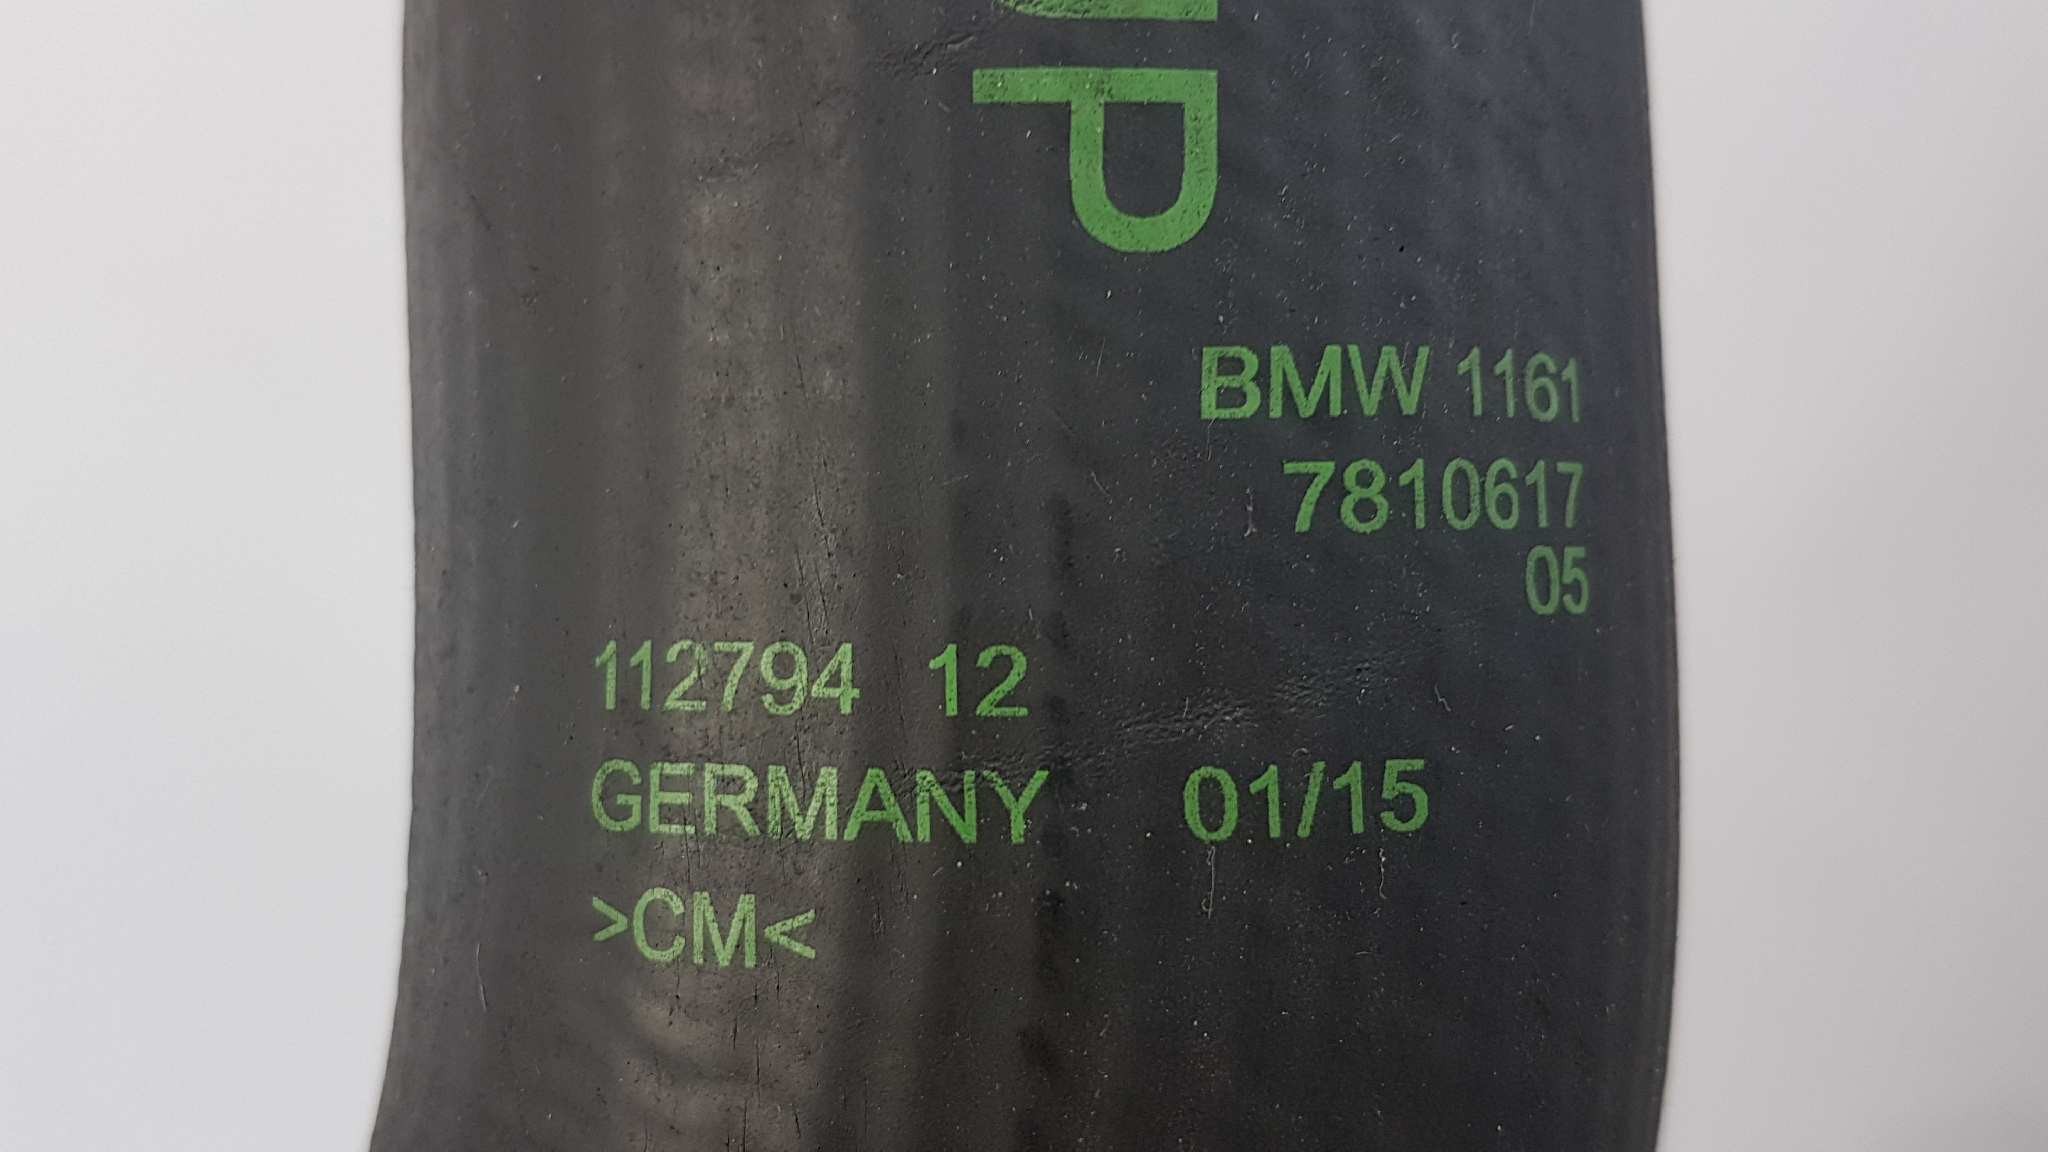 P
BMW 1161
7810617
05
112794 12
GERMANY 01/15
>CM<